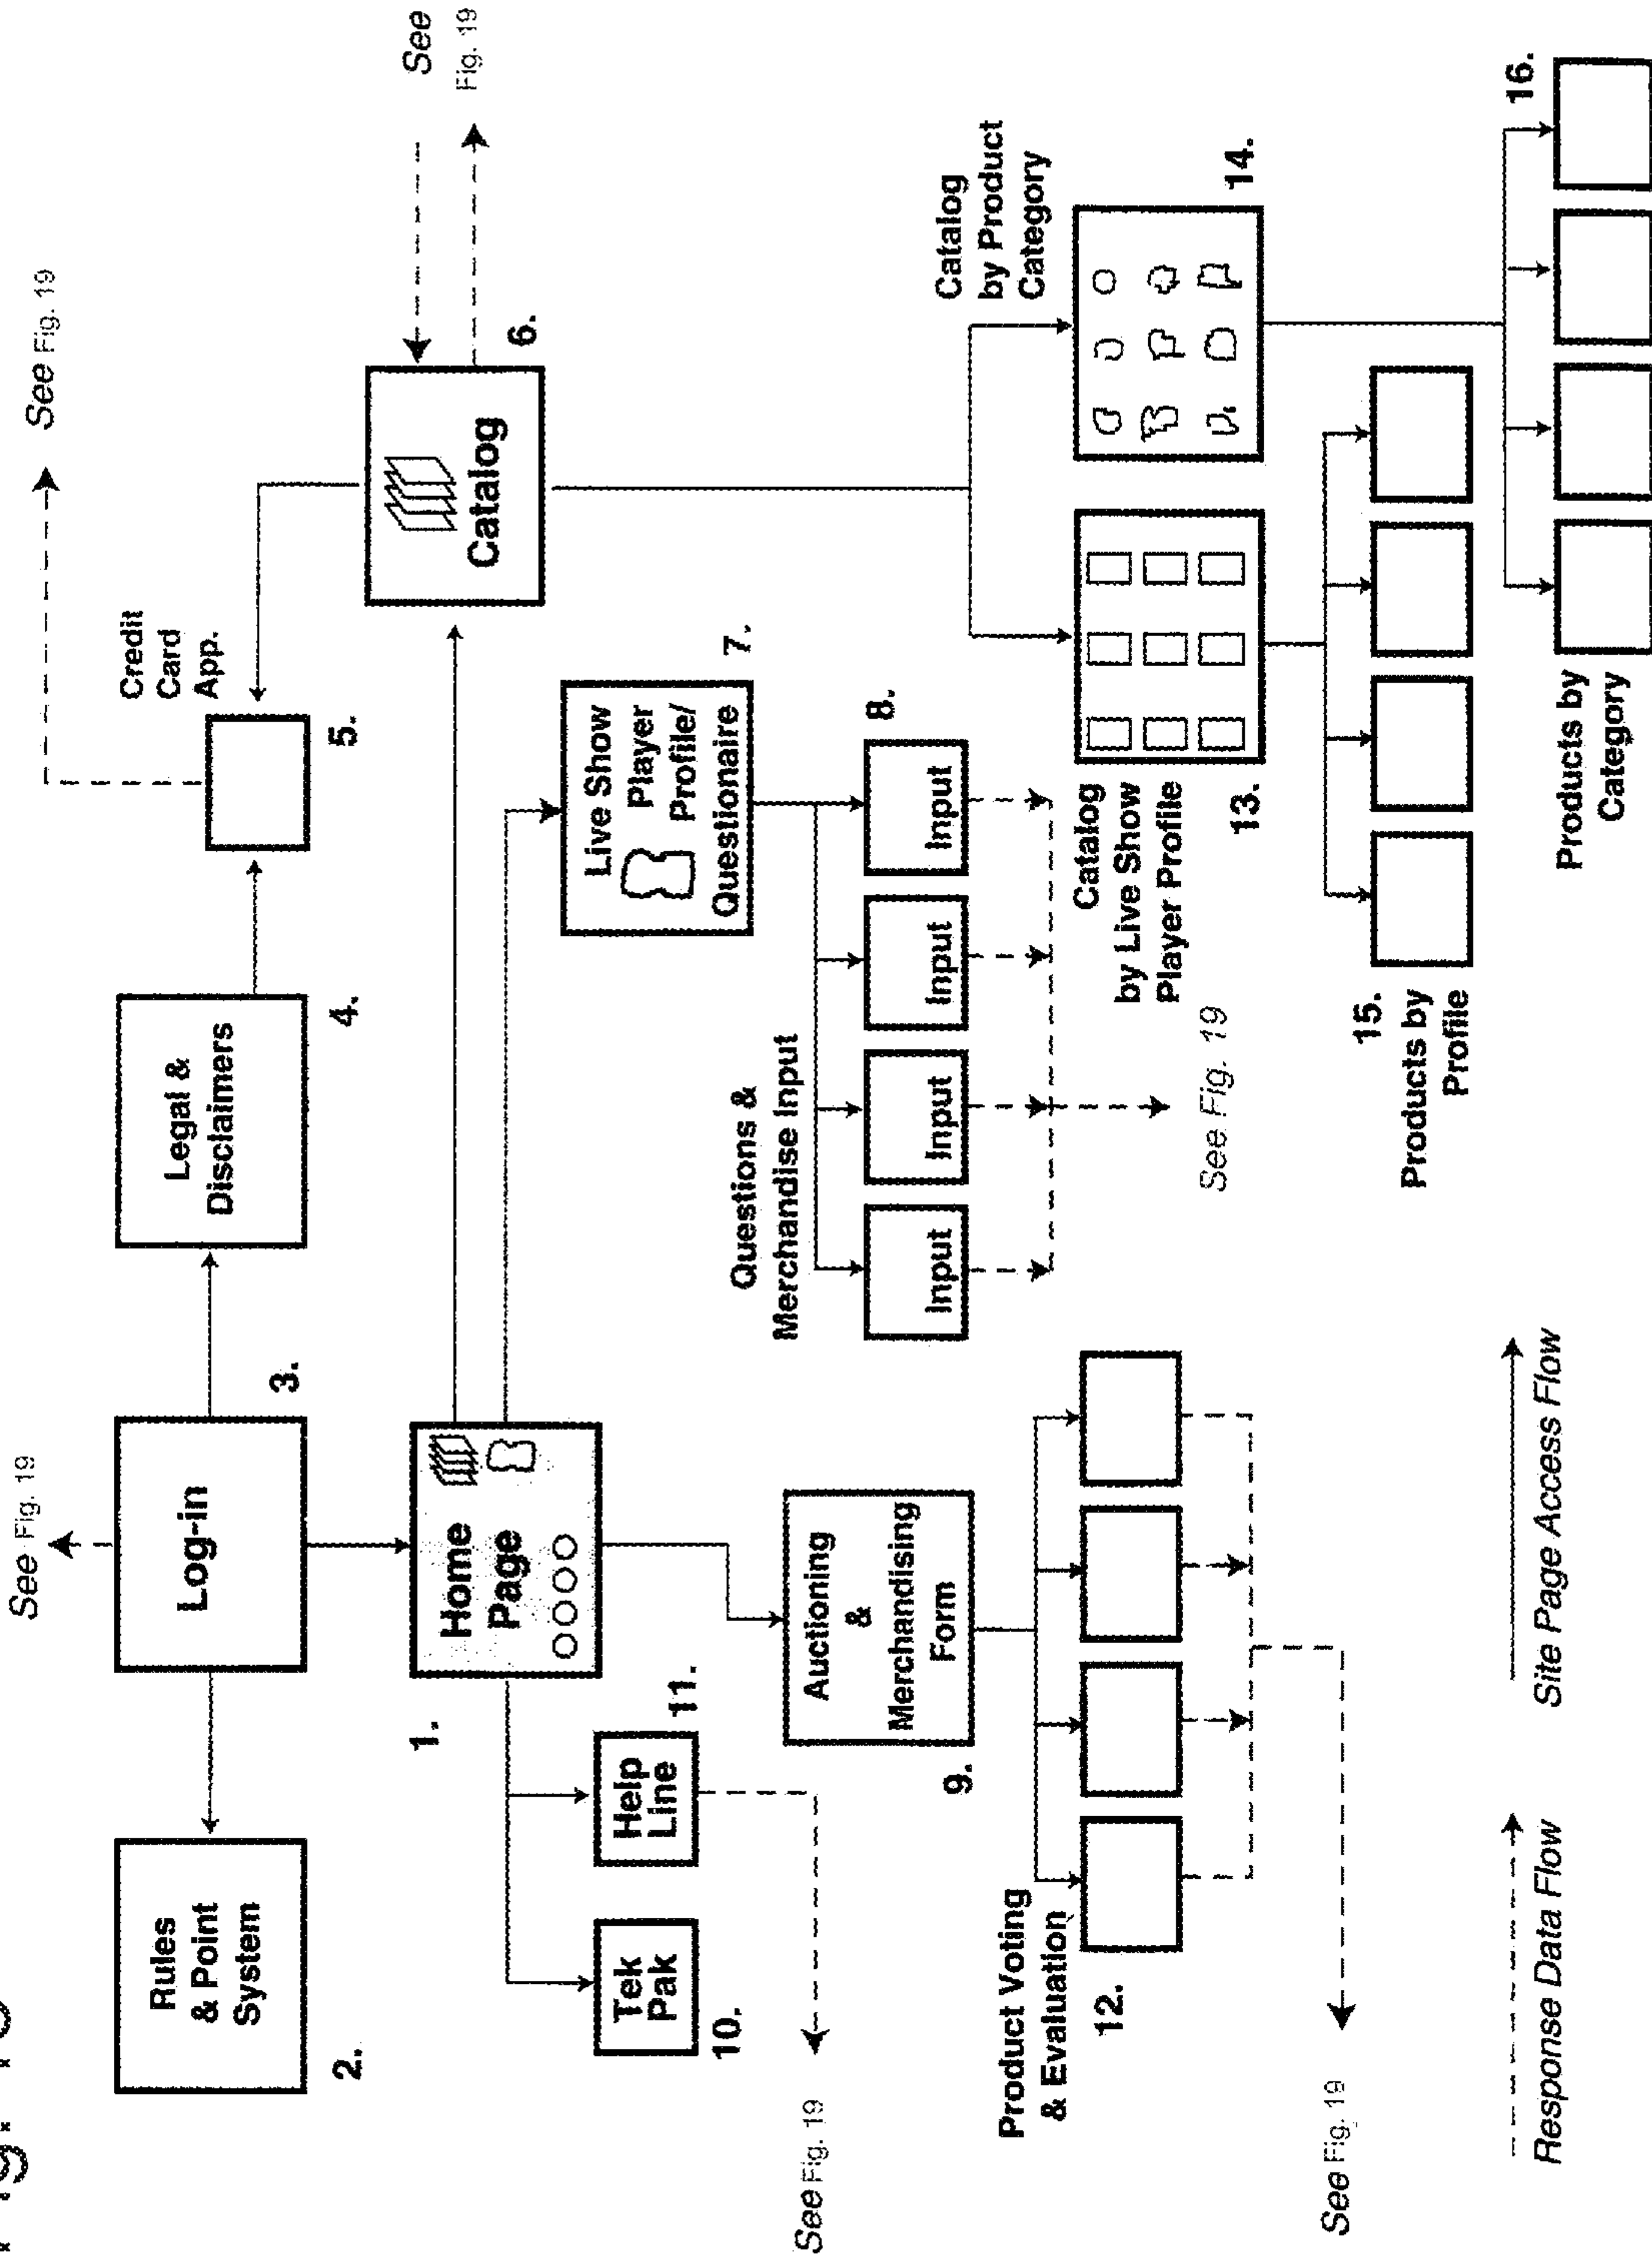 See Fig. 19
See Fig. 19
Rules
& Point
System
2.
Log-in
3.
Legal &
Disclaimers
4.
Credit
Card
App.
5.
See
Fig. 19
1.
Home
Page
Catalog
6.
Tek
Pak
10.
Help
Line
11.
Live Show
Player
Profile/
Questionaire
7.
See Fig. 19
Auctioning
&
Merchandising
Form
9.
Questions &
Merchandise Input
8.
Input
Input
Input
Input
Product Voting
& Evaluation
12.
Catalog
by Live Show
Player Profile
13.
Catalog
by Product
Category
14.
See Fig. 19
See Fig. 19
15.
Products by
Profile
16.
Products by
Category
Response Data Flow
Site Page Access Flow